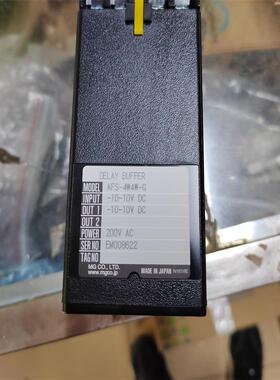 DELAY BUFFER
MODEL AFS-4W4W-G
INPUT -10-10V DC
OUT 1 -10-10V DC
OUT 2
POWER 200V AC
SER NO EM008622
TAG NO
MG CO., LTD.
www.mgco.jp
MADE IN JAPAN